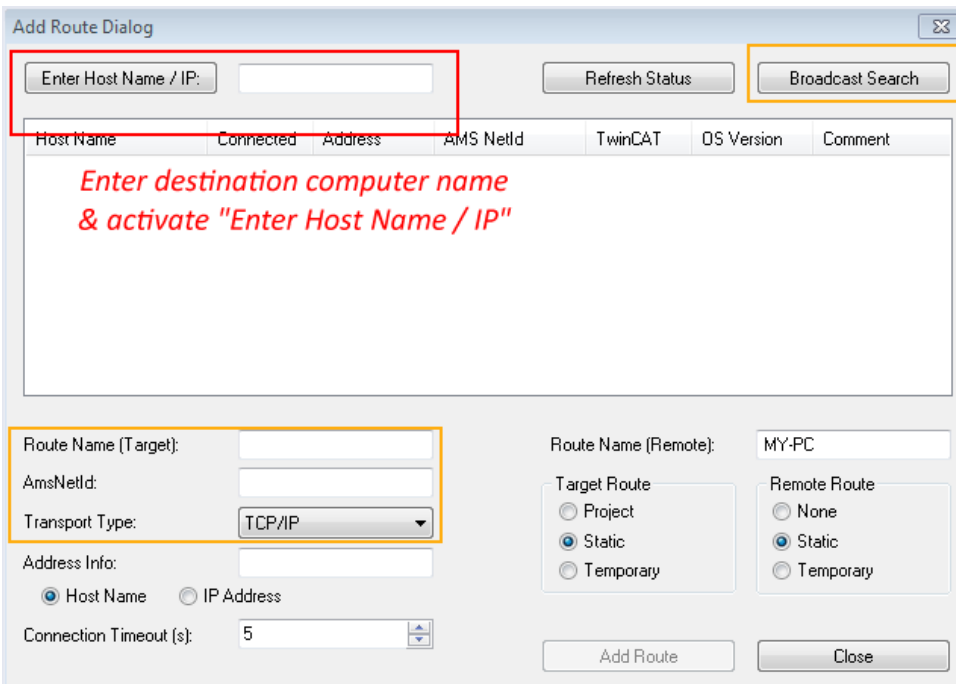 Add Route Dialog
Enter Host Name / IP:
Refresh Status
Broadcast Search
Host Name Connected Address AMS NetId TwinCAT OS Version Comment
Enter destination computer name
& activate "Enter Host Name / IP"
Route Name (Target):
Route Name (Remote): MY-PC
AmsNetId:
Target Route
Remote Route
Transport Type: TCP/IP
Project
None
Static
Static
Address Info:
Temporary
Temporary
Host Name
IP Address
Connection Timeout (s): 5
Add Route
Close